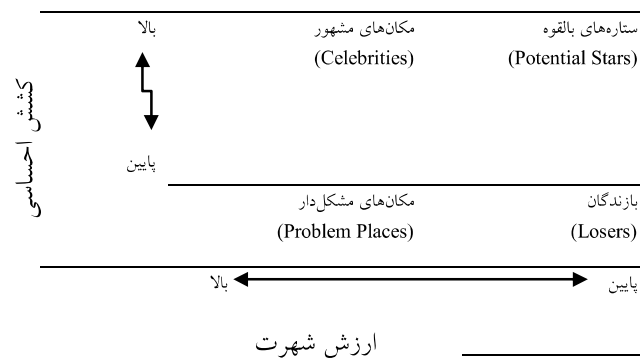 ستاره‌های بالقوه مکان‌های مشهور بالا
(Potential Stars) (Celebrities)
کشش احساسی
پایین
بازندگان مکان‌های مشکل‌دار
(Losers) (Problem Places)
پایین بالا
ارزش شهرت